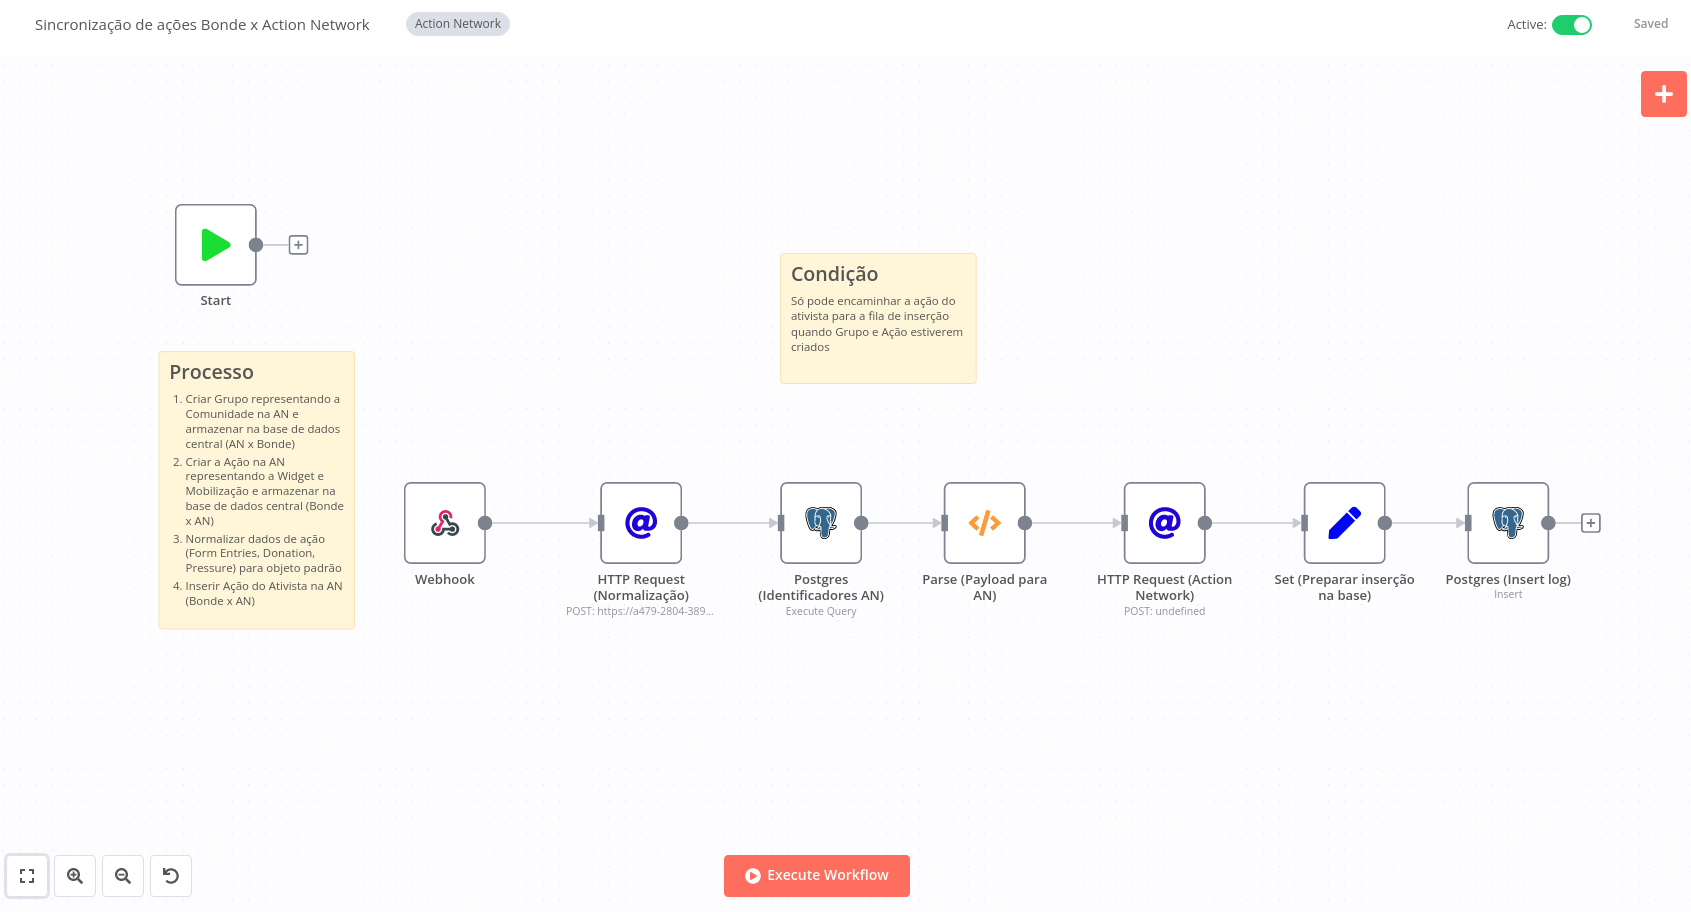 Sincronização de ações Bonde x Action Network
Action Network
Active:
Saved
Start
Condição
Só pode encaminhar a ação do
ativista para a fila de inserção
quando Grupo e Ação estiverem
criados
Processo
1. Criar Grupo representando a
Comunidade na AN e
armazenar na base de dados
central (AN x Bonde)
2. Criar a Ação na AN
representando a Widget e
Mobilização e armazenar na
base de dados central (Bonde
x AN)
3. Normalizar dados de ação
(Form Entries, Donation,
Pressure) para objeto padrão
4. Inserir Ação do Ativista na AN
(Bonde x AN)
Webhook
HTTP Request
(Normalização)
POST: https://a479-2804-389...
Postgres
(Identificadores AN)
Execute Query
Parse (Payload para
AN)
HTTP Request (Action
Network)
POST: undefined
Set (Preparar inserção
na base)
Postgres (Insert log)
Insert
Execute Workflow